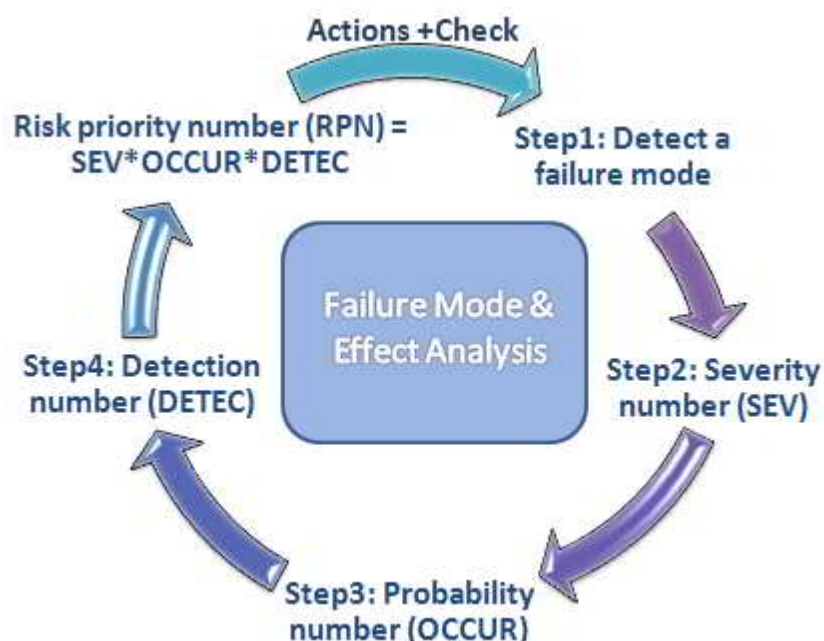 Actions +Check
Risk priority number (RPN) =
SEV*OCCUR*DETEC
Step1: Detect a
failure mode
Failure Mode &
Effect Analysis
Step4: Detection
number (DETEC)
Step2: Severity
number (SEV)
Step3: Probability
number (OCCUR)